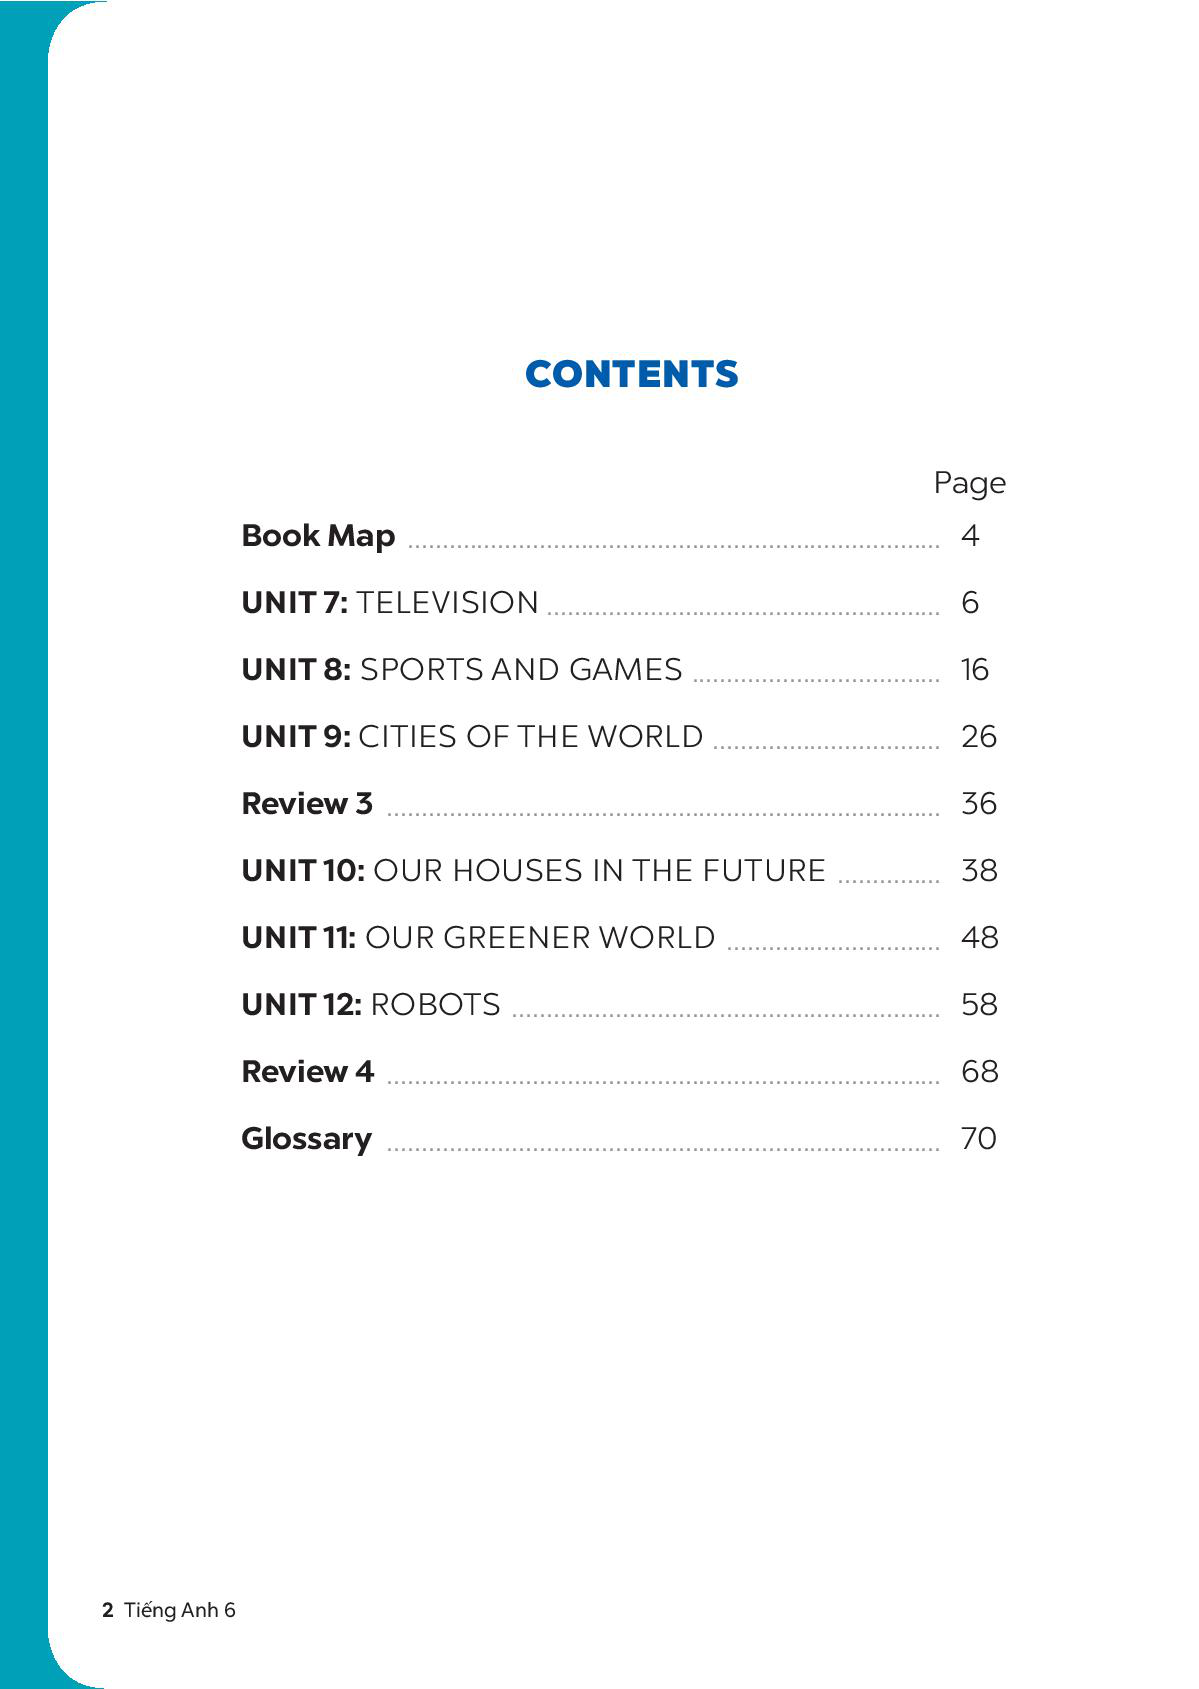 CONTENTS
Page
Book Map ........ 4
UNIT 7: TELEVISION ........ 6
UNIT 8: SPORTS AND GAMES ........ 16
UNIT 9: CITIES OF THE WORLD ........ 26
Review 3 ........ 36
UNIT 10: OUR HOUSES IN THE FUTURE ........ 38
UNIT 11: OUR GREENER WORLD ........ 48
UNIT 12: ROBOTS ........ 58
Review 4 ........ 68
Glossary ........ 70
2 Tiếng Anh 6